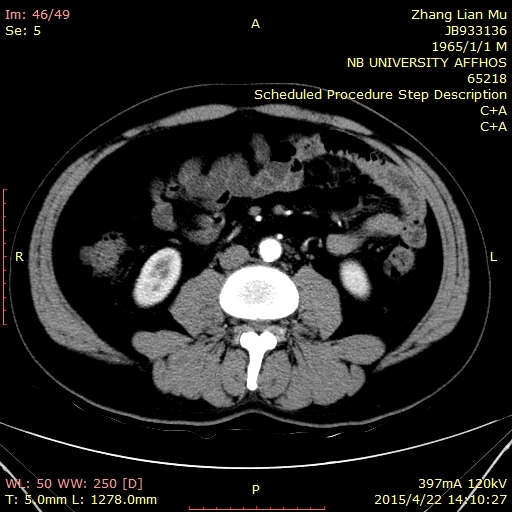 Im: 46/49
Se: 5
A
Zhang Lian Mu
JB933136
1965/1/1 M
NB UNIVERSITY AFFHOS
65218
Scheduled Procedure Step Description
C+A
C+A
R
L
WL: 50 WW: 250 [D]
T: 5.0mm L: 1278.0mm
P
397mA 120kV
2015/4/22 14:10:27